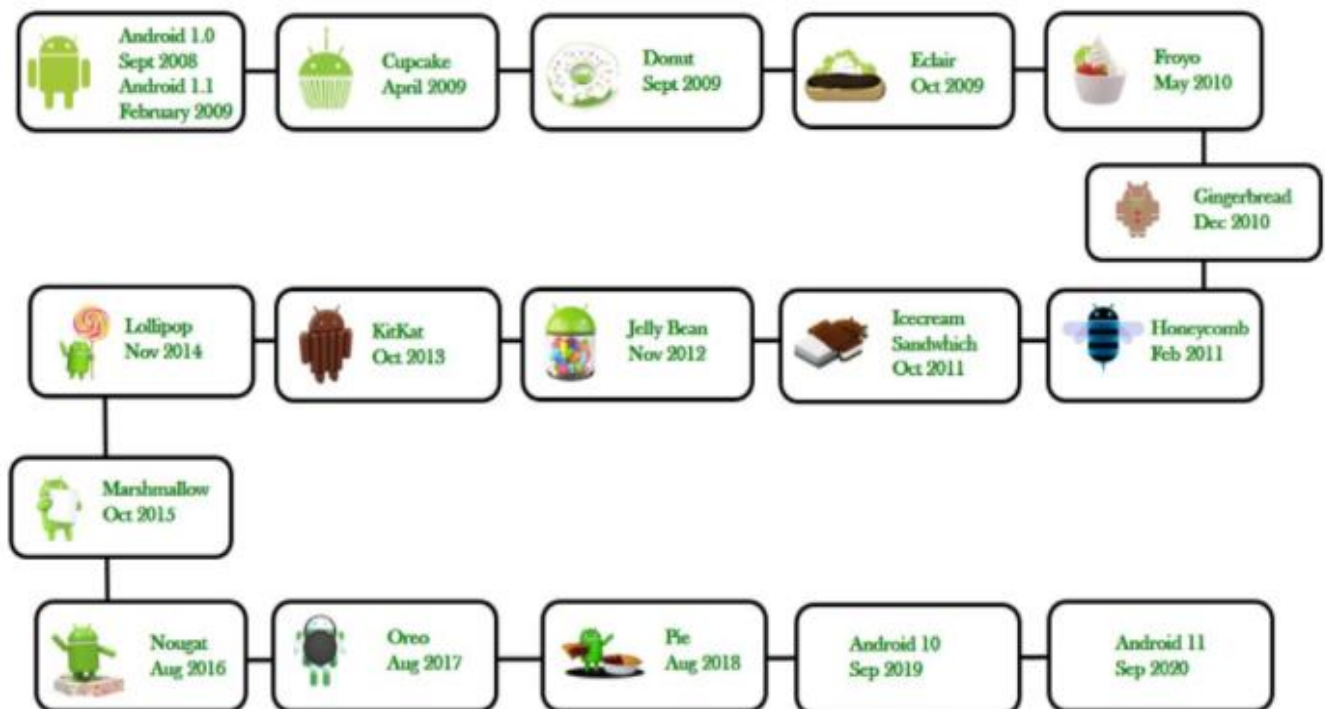 Android 1.0
Sept 2008
Android 1.1
February 2009
Cupcake
April 2009
Donut
Sept 2009
Eclair
Oct 2009
Froyo
May 2010
Gingerbread
Dec 2010
Honeycomb
Feb 2011
Icecream
Sandwhich
Oct 2011
Jelly Bean
Nov 2012
KitKat
Oct 2013
Lollipop
Nov 2014
Marshmallow
Oct 2015
Nougat
Aug 2016
Oreo
Aug 2017
Pie
Aug 2018
Android 10
Sep 2019
Android 11
Sep 2020